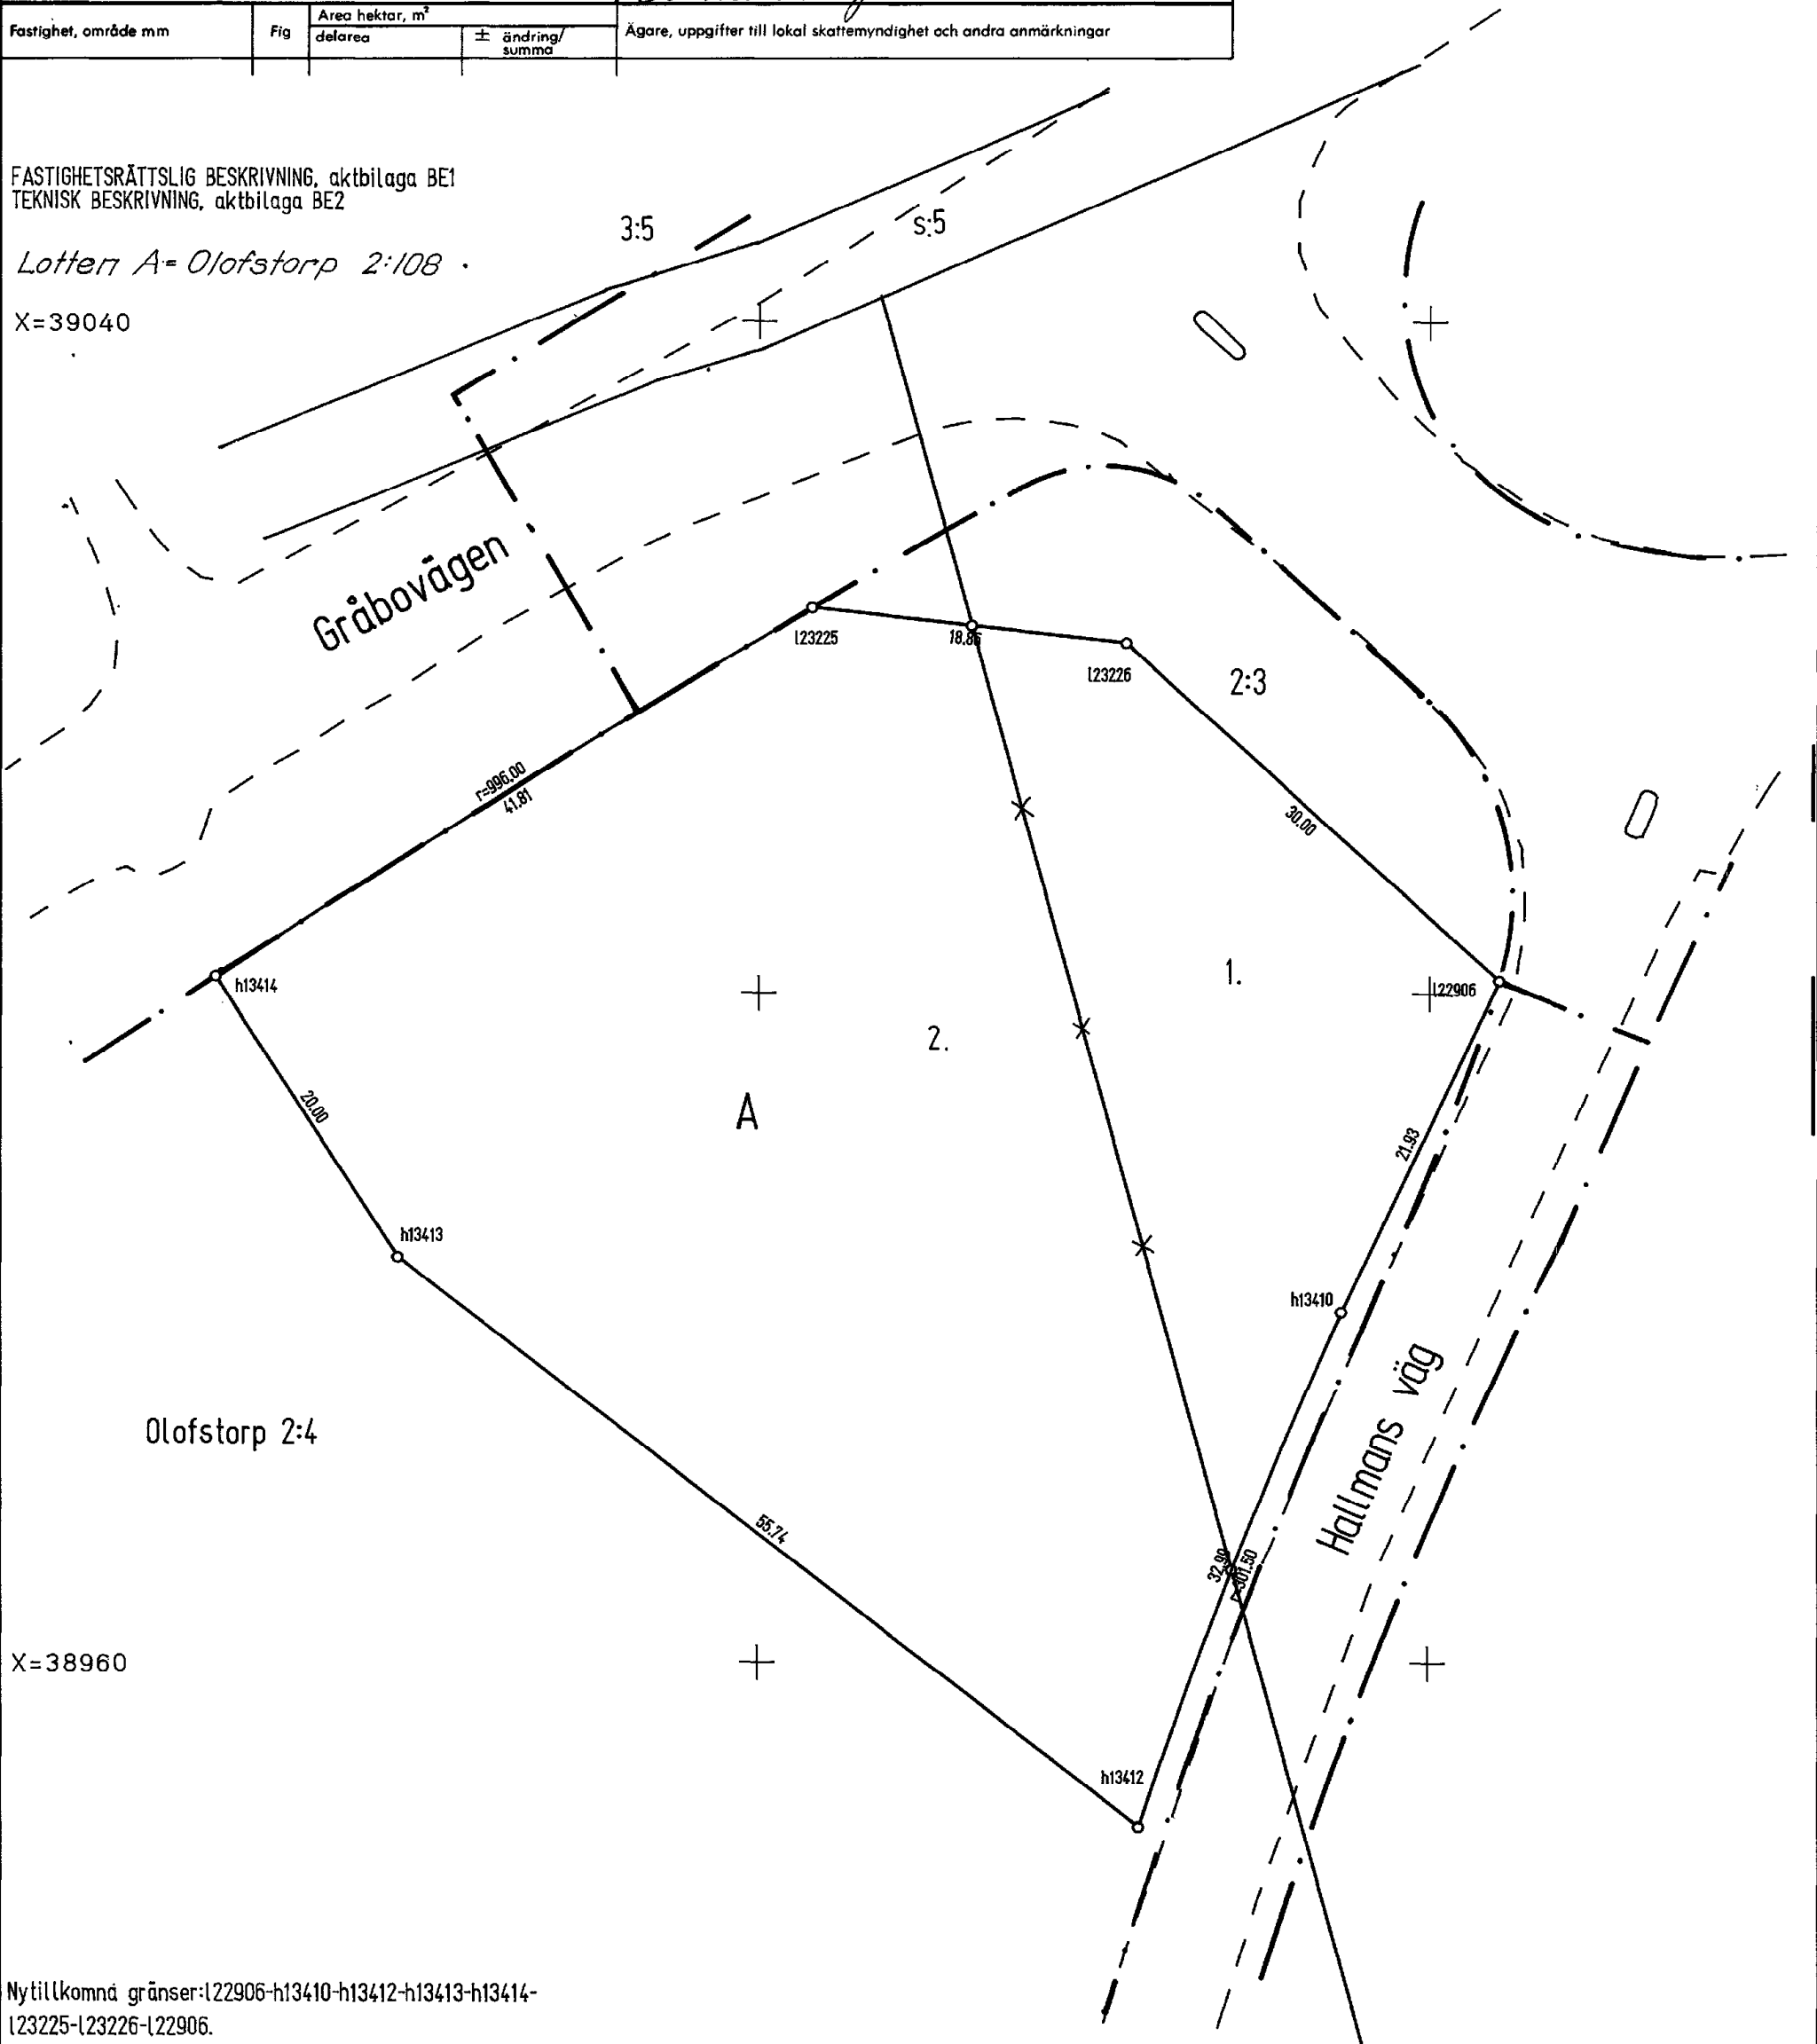 Fastighet, område mm
Fig
Area hektar, m²
delarea
± ändring/
summa
Ägare, uppgifter till lokal skattemyndighet och andra anmärkningar
FASTIGHETSRÄTTSLIG BESKRIVNING, aktbilaga BE1
TEKNISK BESKRIVNING, aktbilaga BE2
Lotten A = Olofstorp 2:108
3:5
s:5
X=39040
Gråbovägen
l23225
18.86
l23226
2:3
r=996.00
41.81
30.00
h13414
1.
l22906
2.
A
20.00
21.93
h13413
h13410
Hallmans väg
Olofstorp 2:4
55.74
32.99
301.50
X=38960
h13412
Nytillkomna gränser:l22906-h13410-h13412-h13413-h13414-
l23225-l23226-l22906.